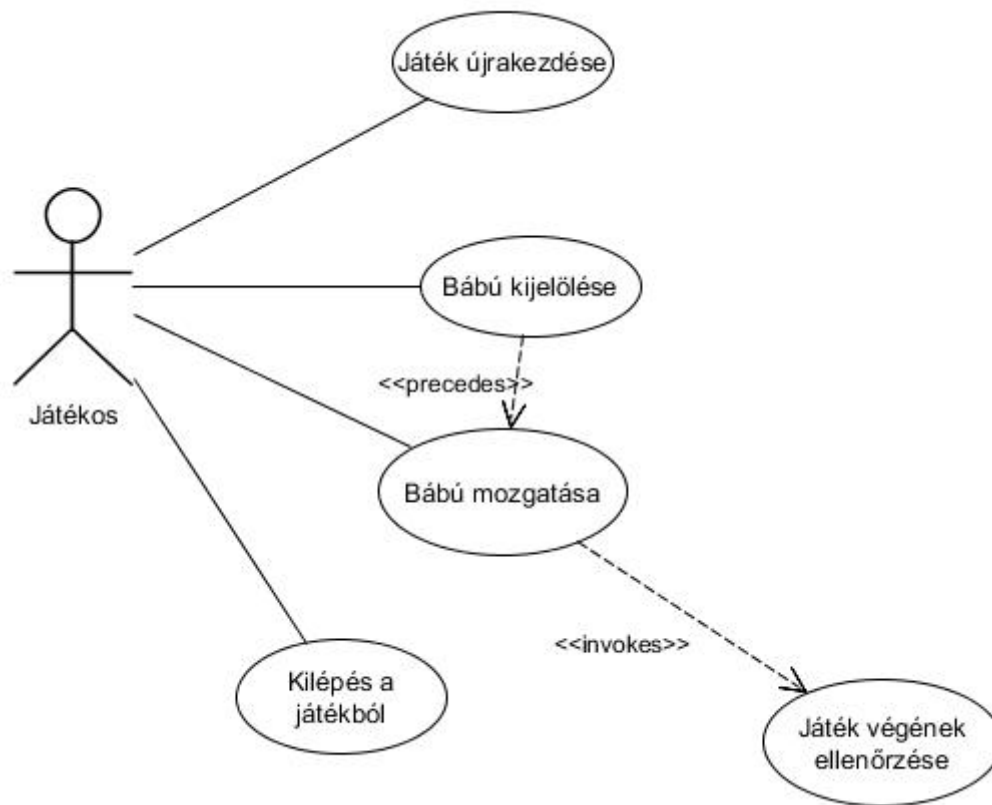 Játék újrakezdése
Bábú kijelölése
<<precedes>>
Játékos
Bábú mozgatása
<<invokes>>
Kilépés a
játékból
Játék végének
ellenőrzése